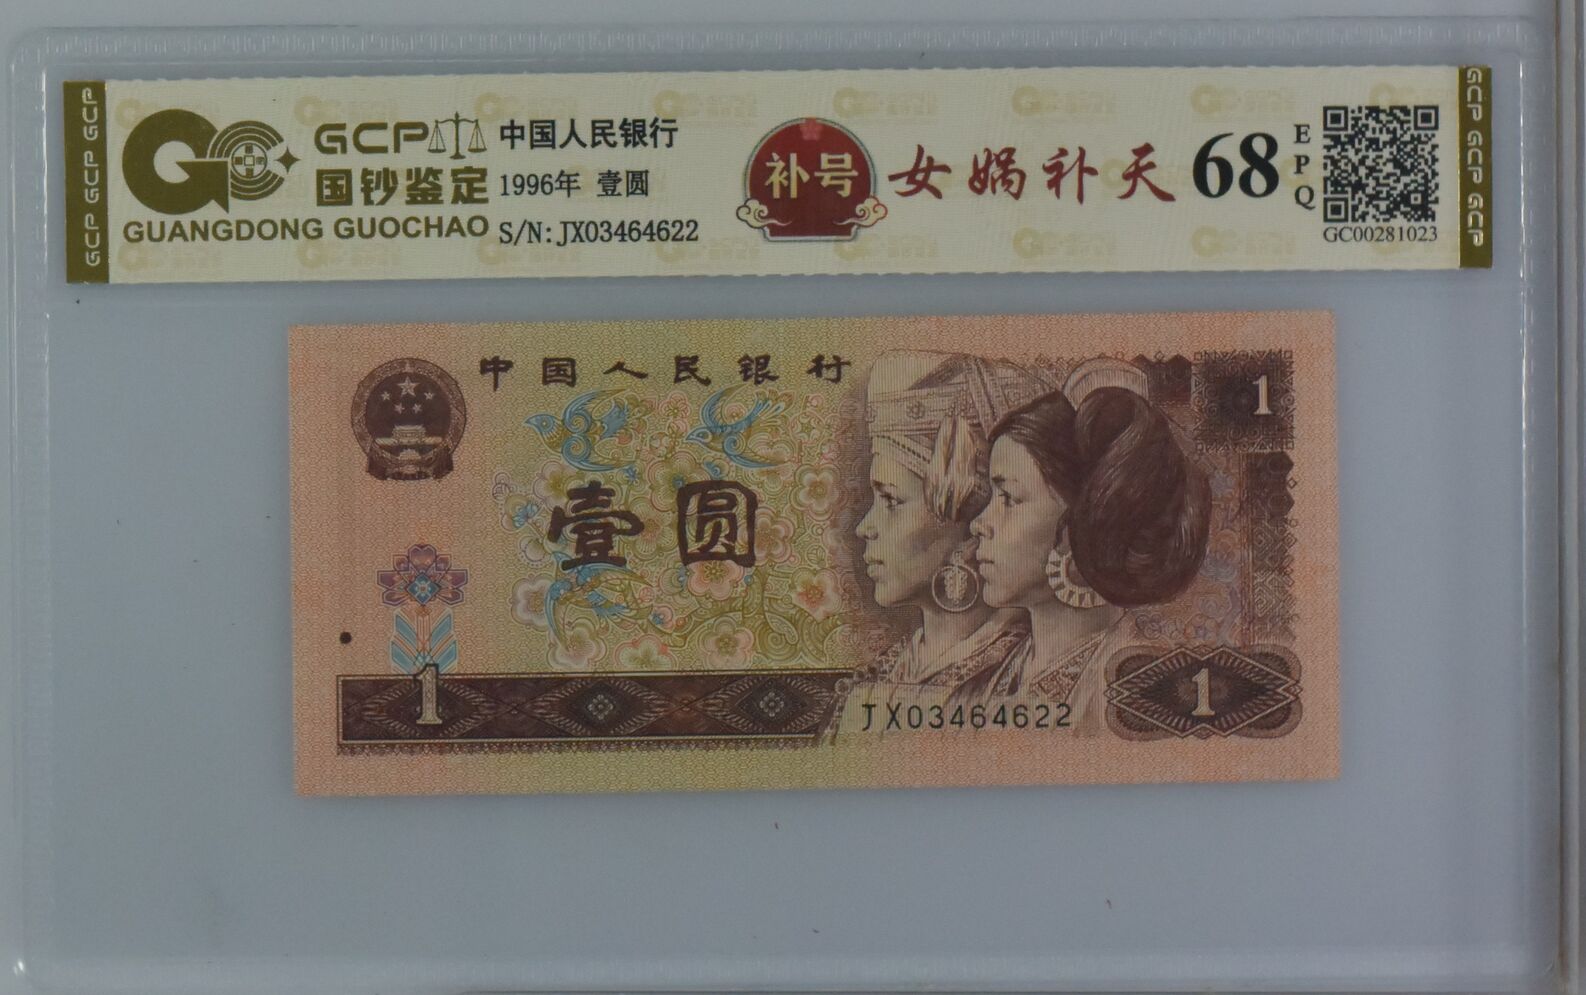 GCP
国钞鉴定
GUANGDONG GUOCHAO
中国人民银行
1996年 壹圆
S/N: JX03464622
补号
女娲补天
68
EPQ
GC00281023
GCP GCP GCP
GCP GCP GCP
中国人民银行
1
壹圆
1
JX03464622
1